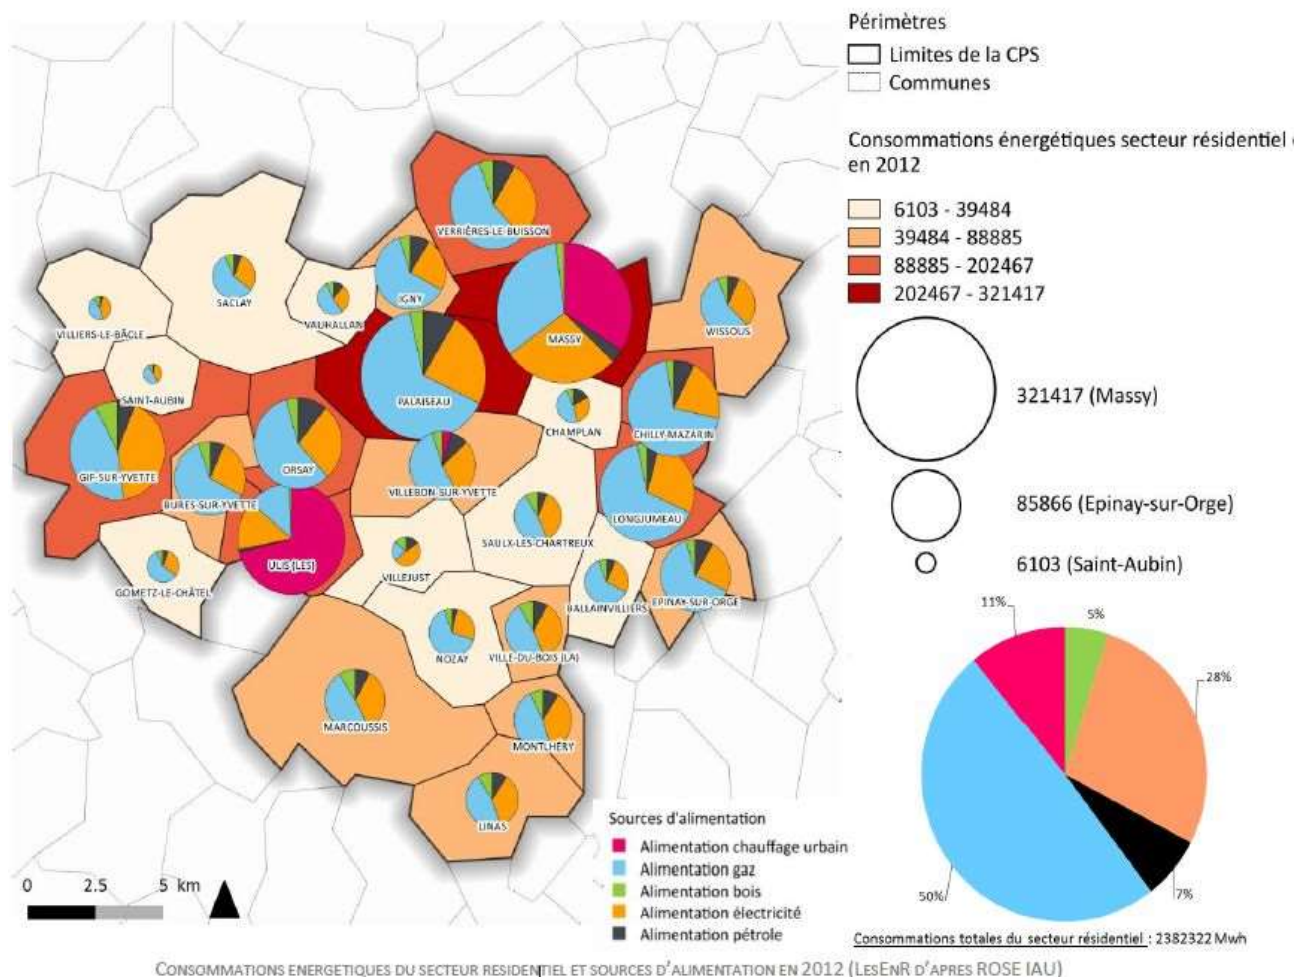 Périmètres
Limites de la CPS
Communes
Consommations énergétiques secteur résidentiel
en 2012
6103 - 39484
39484 - 88885
88885 - 202467
202467 - 321417
321417 (Massy)
85866 (Epinay-sur-Orge)
6103 (Saint-Aubin)
VERRIÈRES-LE-BUISSON
IGNY
SACLAY
VAUHALLAN
VILLIERS-LE-BÂCLE
WISSOUS
MASSY
SAINT-AUBIN
PALAISEAU
CHAMPLAN
CHILLY-MAZARIN
GIF-SUR-YVETTE
ORSAY
BURES-SUR-YVETTE
VILLEBON-SUR-YVETTE
LONGJUMEAU
SAULX-LES-CHARTREUX
ULIS (LES)
VILLEJUST
GOMETZ-LE-CHÂTEL
BALLAINVILLIERS
EPINAY-SUR-ORGE
NOZAY
VILLE-DU-BOIS (LA)
MARCOUSSIS
MONTLHÉRY
LINAS
11%
5%
28%
50%
7%
Sources d'alimentation
Alimentation chauffage urbain
Alimentation gaz
Alimentation bois
Alimentation électricité
Alimentation pétrole
0 2.5 5 km
Consommations totales du secteur résidentiel : 2382322 Mwh
CONSOMMATIONS ENERGETIQUES DU SECTEUR RESIDENTIEL ET SOURCES D'ALIMENTATION EN 2012 (LESENR D'APRES ROSE IAU)